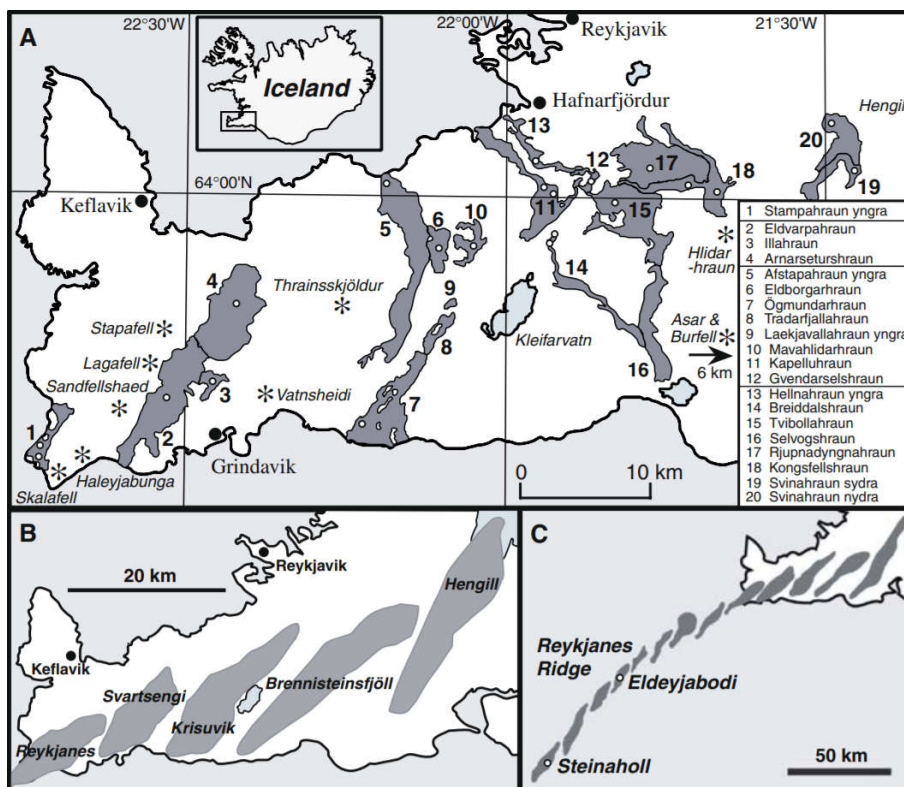 22°30'W
22°00'W
21°30'
A
Reykjavik
Iceland
Hafnarfjördur
Hengil
13
20
12
17
18
19
64°00'N
Keflavik
5
6
10
11
15
1 Stampahraun yngra
2 Eldvarpahraun
3 Illahraun
4 Arnarseturshraun
5 Afstapahraun yngra
6 Eldborgarhraun
7 Ögmundarhraun
8 Tradarfjallahraun
9 Laekjavallahraun yngra
10 Mavahlidarhraun
11 Kapelluhraun
12 Gvendarselshraun
13 Hellnahraun yngra
14 Breiddalshraun
15 Tvibollahraun
16 Selvogshraun
17 Rjupnadyngnahraun
18 Kongsfellshraun
19 Svinahraun sydra
20 Svinahraun nydra
Hlidar
-hraun
4
Thrainsskjöldur
9
14
Stapafell
8
Kleifarvatn
Asar &
Burfell
6 km
Lagafell
Sandfellshaed
3
Vatnsheidi
16
1
2
7
Grindavik
0
10 km
Haleyjabunga
Skalafell
B
20 km
Reykjavik
Hengill
Keflavik
Brennisteinsfjöll
Svartsengi
Krisuvik
Reykjanes
C
Reykjanes
Ridge
Eldeyjabodi
Steinaholl
50 km